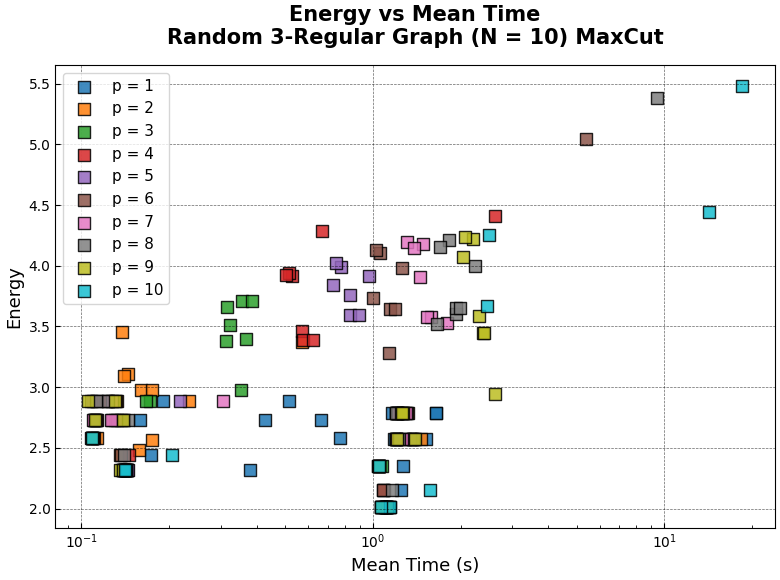 Energy vs Mean Time
Random 3-Regular Graph (N = 10) MaxCut
p = 1
p = 2
p = 3
p = 4
p = 5
p = 6
p = 7
p = 8
p = 9
p = 10
Energy
5.5
5.0
4.5
4.0
3.5
3.0
2.5
2.0
10⁻¹ 10⁰ 10¹
Mean Time (s)